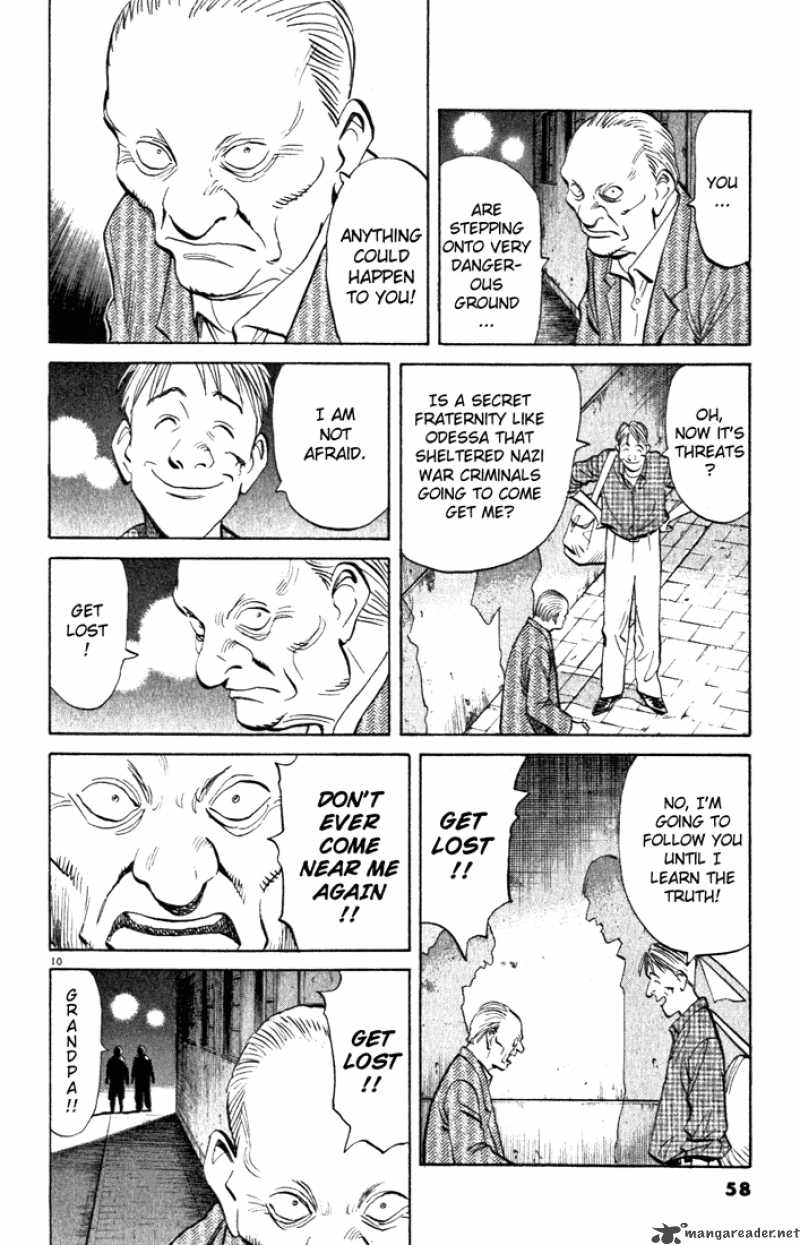 YOU
...
ARE
STEPPING
ONTO VERY
DANGER-
OUS
GROUND
...
ANYTHING
COULD
HAPPEN
TO YOU!
OH,
NOW IT'S
THREATS
?
IS A SECRET
FRATERNITY LIKE
ODESSA THAT
SHELTERED NAZI
WAR CRIMINALS
GOING TO COME
GET ME?
I AM
NOT
AFRAID.
GET
LOST
!
NO, I'M
GOING TO
FOLLOW YOU
UNTIL I
LEARN THE
TRUTH!
GET
LOST
!!
DON'T
EVER
COME
NEAR ME
AGAIN
!!
10
GET
LOST
!!
GRANDPA!!
58
mangareader.net